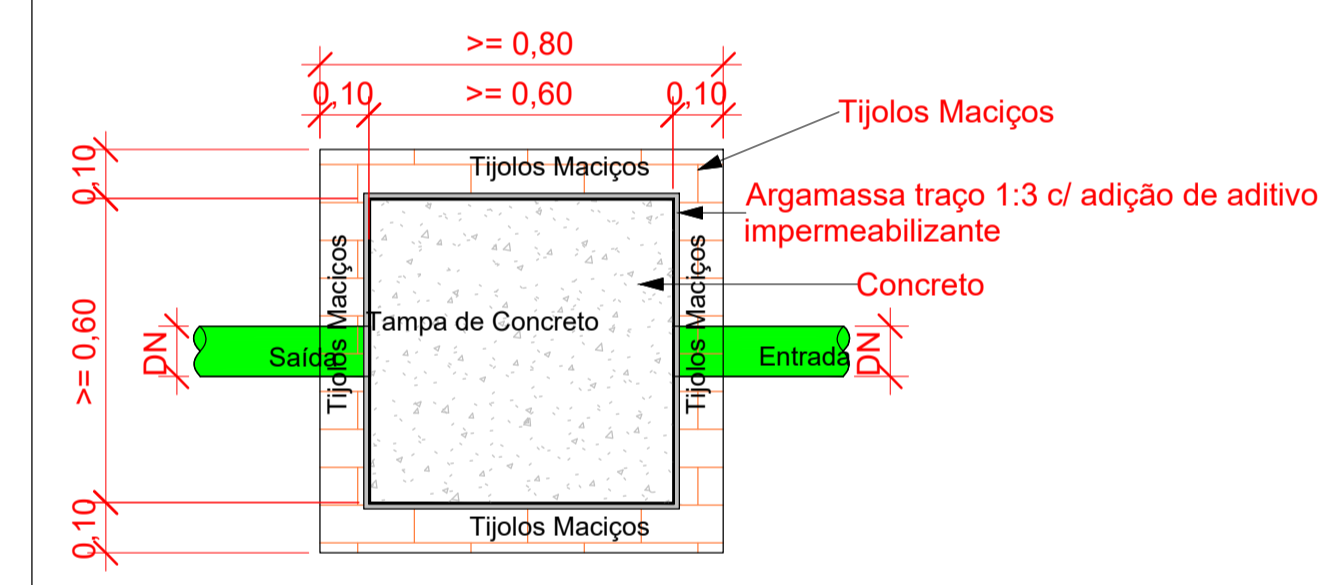 >= 0,80
0,10
>= 0,60
0,10
Tijolos Maciços
0,10
Tijolos Maciços
Argamassa traço 1:3 c/ adição de aditivo
impermeabilizante
Tijolos Maciços
Tijolos Maciços
Concreto
>= 0,60
Tampa de Concreto
DN
Saída
Entrada
DN
0,10
Tijolos Maciços